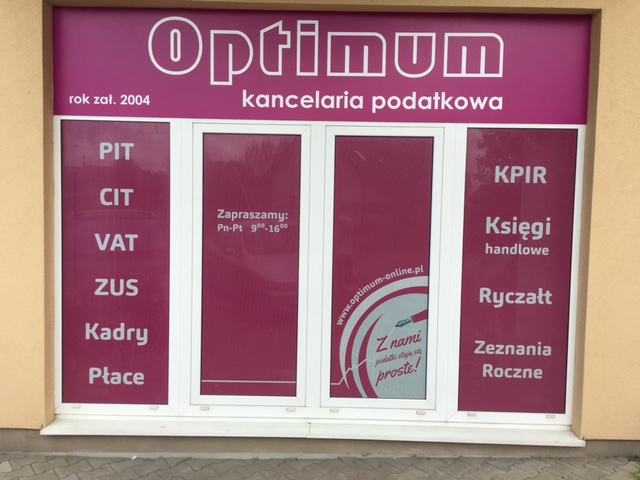 Optimum
rok zał. 2004
kancelaria podatkowa
PIT
CIT
VAT
ZUS
Kadry
Płace
Zapraszamy:
Pn-Pt 9⁰⁰-16⁰⁰
www.optimum-online.pl
Z nami
podatki stają się
proste!
KPIR
Księgi
handlowe
Ryczałt
Zeznania
Roczne